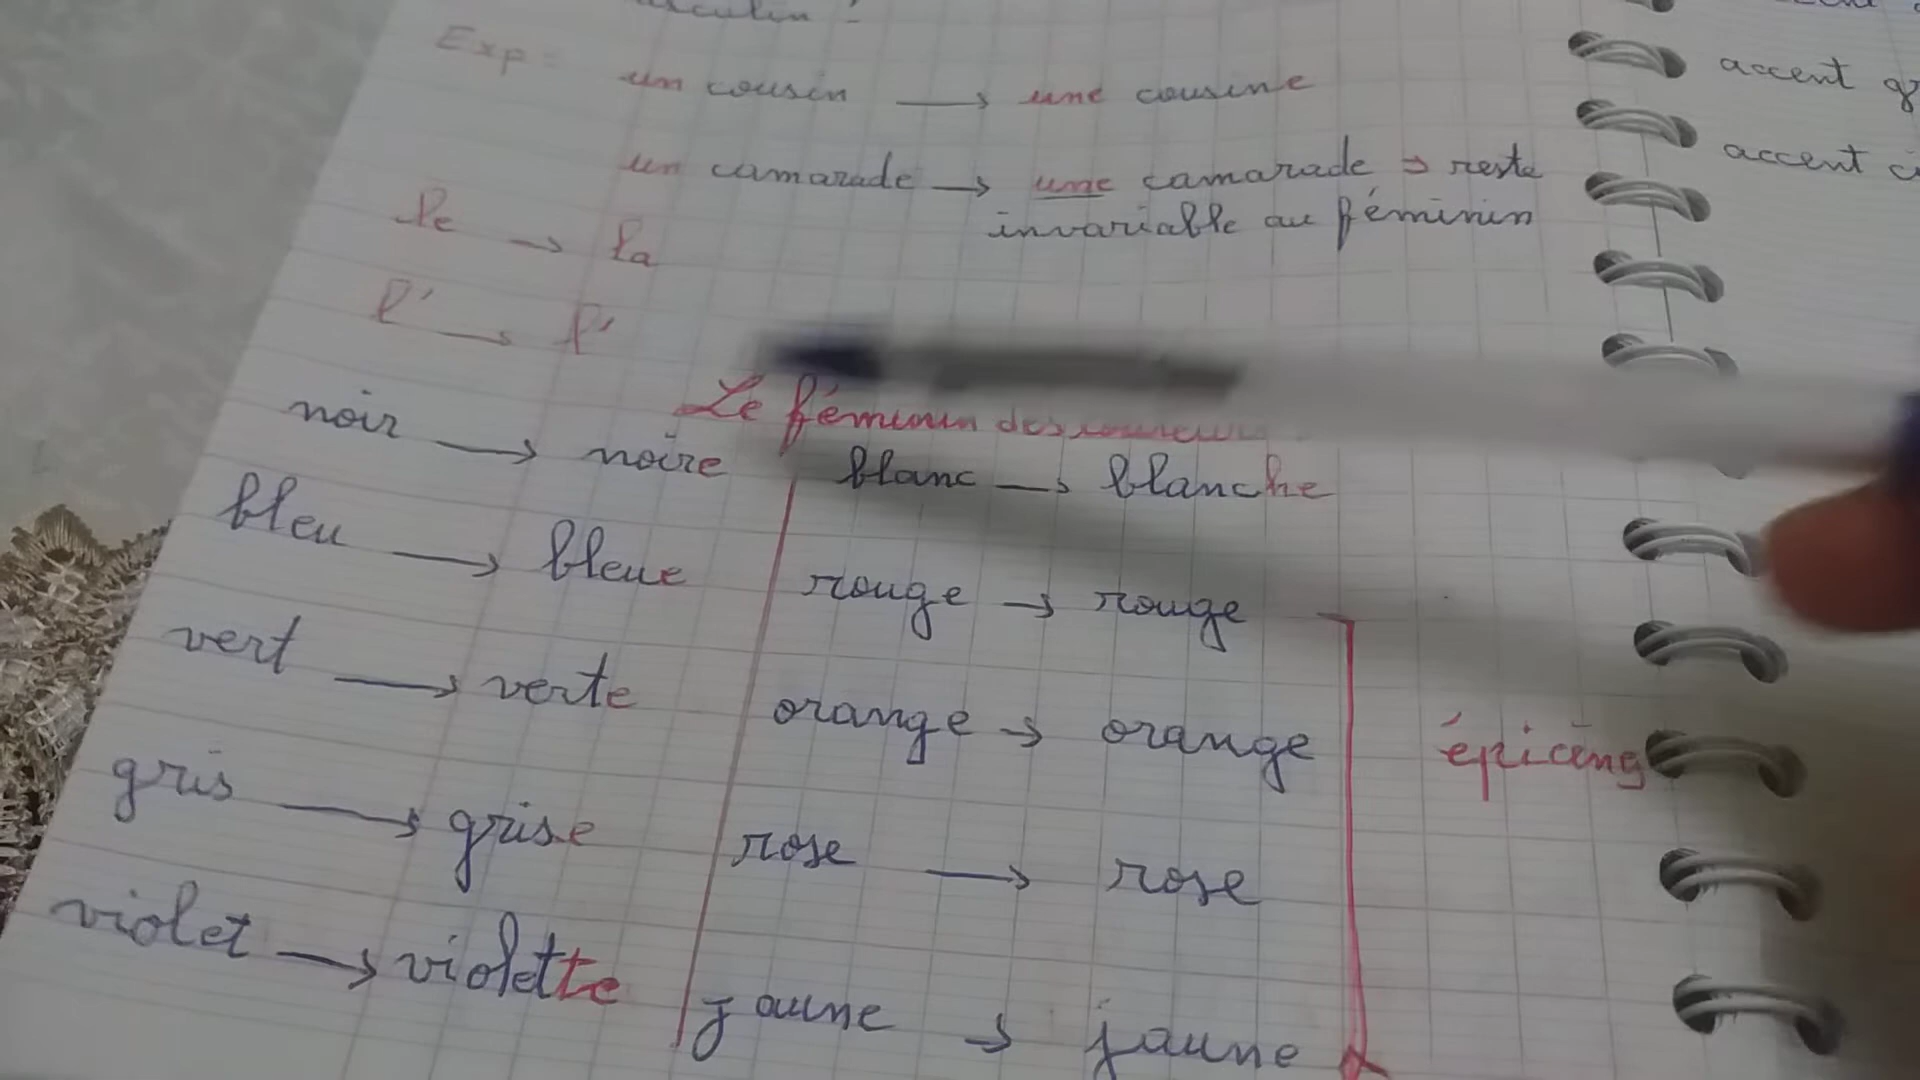 Exp:
un cousin → une cousine
un camarade → une camarade ⇒ reste
invariable au féminin
le → la
l' → l'
Le féminin des
noir → noire
blanc → blanche
bleu → bleue
rouge → rouge
vert → verte
orange → orange
gris → grise
rose → rose
violet → violette
jaune → jaune
accent
accent